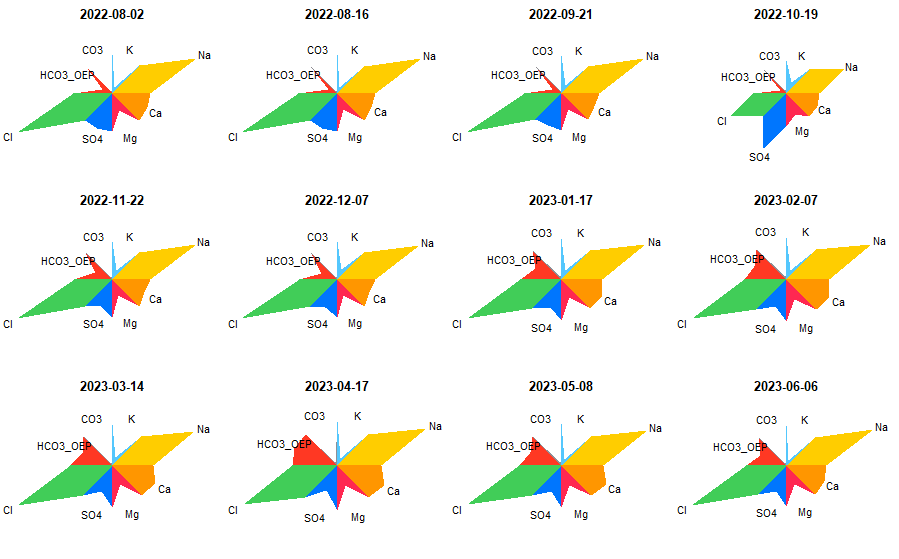 2022-08-02 2022-08-16 2022-09-21 2022-10-19
CO3 K CO3 K CO3 K CO3 K
Na Na Na Na
HCO3_OEP HCO3_OEP HCO3_OEP HCO3_OEP
Ca Ca Ca Ca
Cl SO4 Mg Cl SO4 Mg Cl SO4 Mg Cl Mg
SO4
2022-11-22 2022-12-07 2023-01-17 2023-02-07
CO3 K CO3 K CO3 K CO3 K
Na Na Na Na
HCO3_OEP HCO3_OEP HCO3_OEP HCO3_OEP
Ca Ca Ca Ca
Cl SO4 Mg Cl SO4 Mg Cl SO4 Mg Cl SO4 Mg
2023-03-14 2023-04-17 2023-05-08 2023-06-06
CO3 K CO3 K CO3 K CO3 K
Na Na Na Na
HCO3_OEP HCO3_OEP HCO3_OEP HCO3_OEP
Ca Ca Ca Ca
Cl SO4 Mg Cl SO4 Mg Cl SO4 Mg Cl SO4 Mg